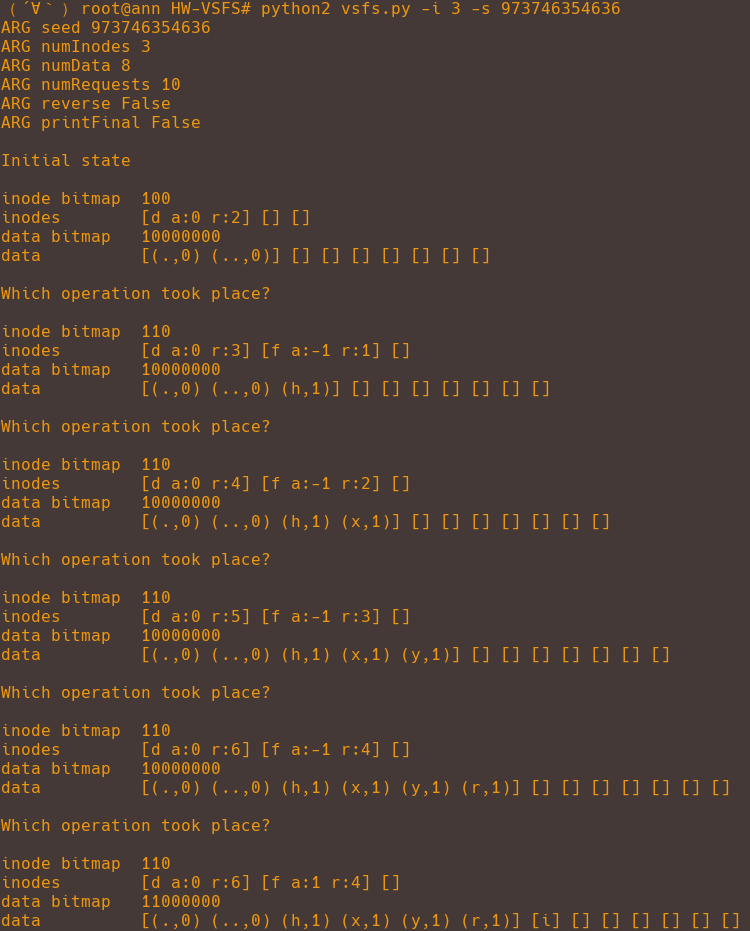 ( ´∀｀ ) root@ann HW-VSFS# python2 vsfs.py -i 3 -s 973746354636
ARG seed 973746354636
ARG numInodes 3
ARG numData 8
ARG numRequests 10
ARG reverse False
ARG printFinal False
Initial state
inode bitmap  100
inodes        [d a:0 r:2] [] []
data bitmap   10000000
data          [(.,0) (..,0)] [] [] [] [] [] [] []
Which operation took place?
inode bitmap  110
inodes        [d a:0 r:3] [f a:-1 r:1] []
data bitmap   10000000
data          [(.,0) (..,0) (h,1)] [] [] [] [] [] [] []
Which operation took place?
inode bitmap  110
inodes        [d a:0 r:4] [f a:-1 r:2] []
data bitmap   10000000
data          [(.,0) (..,0) (h,1) (x,1)] [] [] [] [] [] [] []
Which operation took place?
inode bitmap  110
inodes        [d a:0 r:5] [f a:-1 r:3] []
data bitmap   10000000
data          [(.,0) (..,0) (h,1) (x,1) (y,1)] [] [] [] [] [] [] []
Which operation took place?
inode bitmap  110
inodes        [d a:0 r:6] [f a:-1 r:4] []
data bitmap   10000000
data          [(.,0) (..,0) (h,1) (x,1) (y,1) (r,1)] [] [] [] [] [] [] []
Which operation took place?
inode bitmap  110
inodes        [d a:0 r:6] [f a:1 r:4] []
data bitmap   11000000
data          [(.,0) (..,0) (h,1) (x,1) (y,1) (r,1)] [i] [] [] [] [] [] []